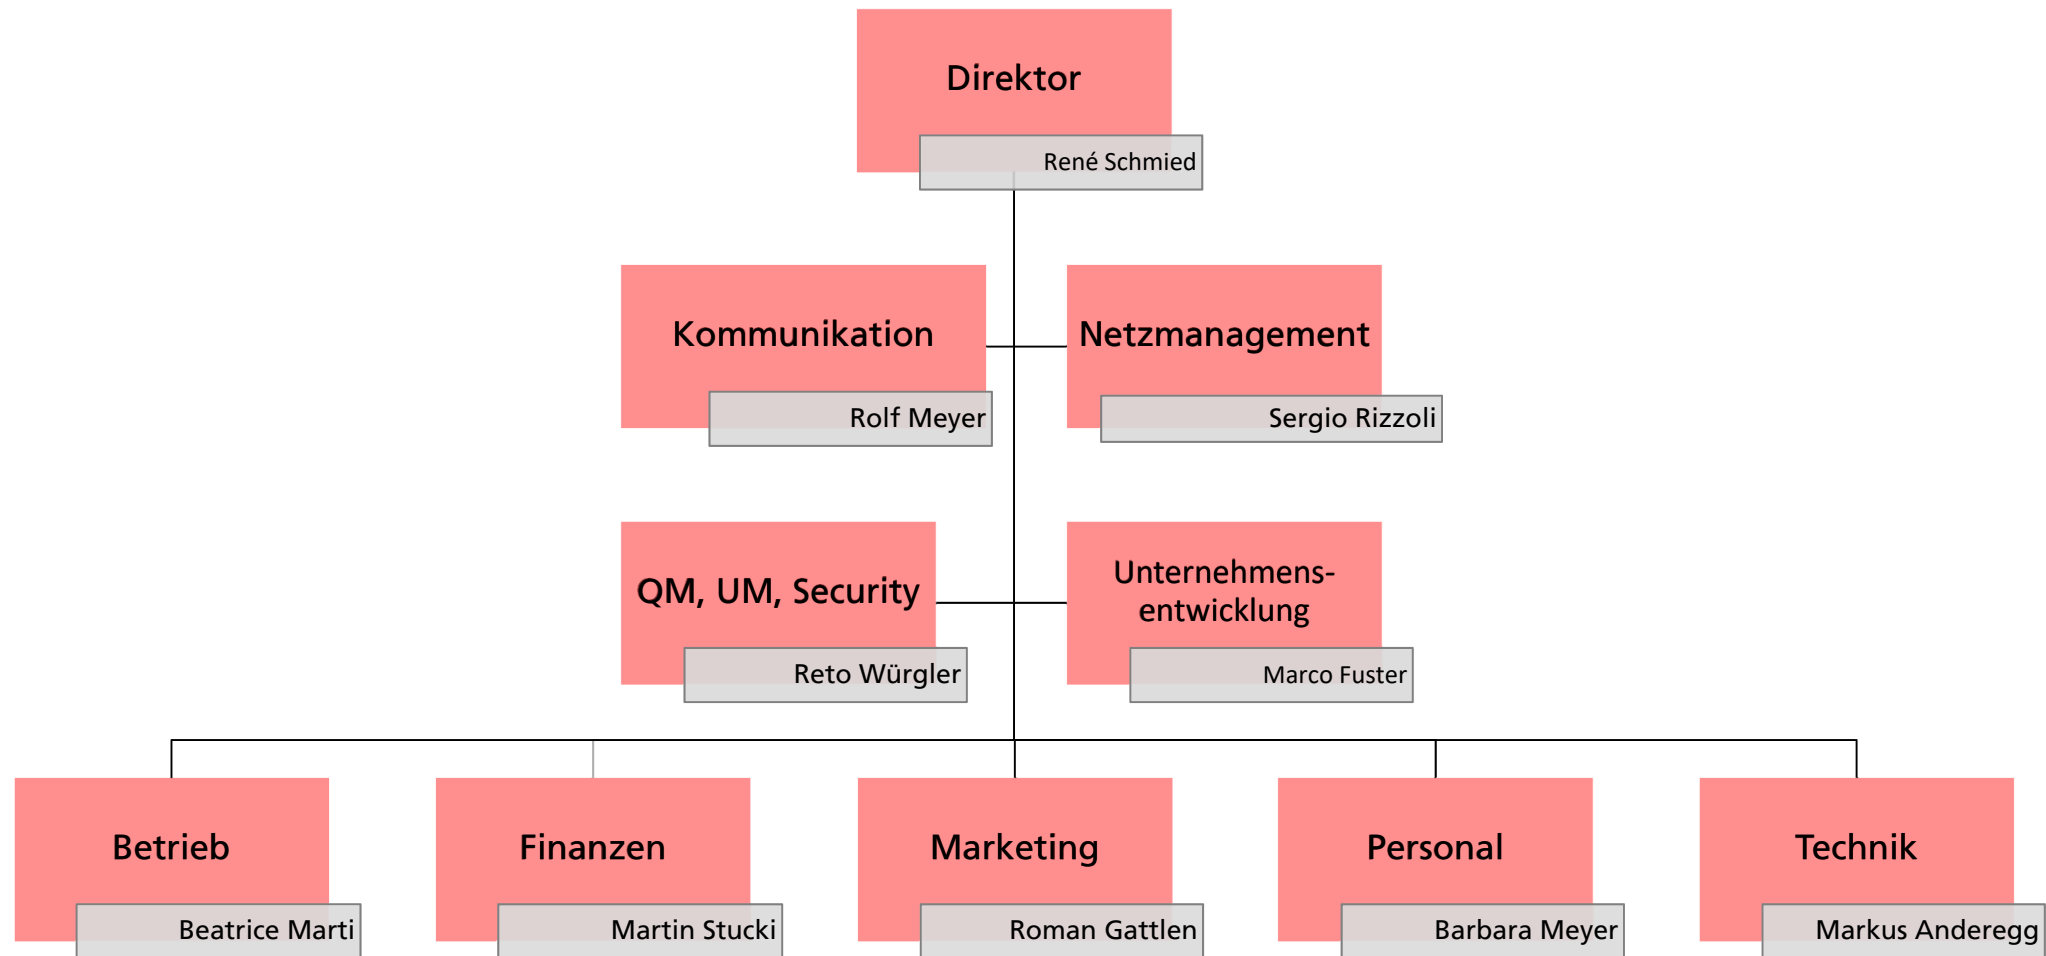 Direktor
René Schmied
Kommunikation
Rolf Meyer
Netzmanagement
Sergio Rizzoli
QM, UM, Security
Reto Würgler
Unternehmens-
entwicklung
Marco Fuster
Betrieb
Beatrice Marti
Finanzen
Martin Stucki
Marketing
Roman Gattlen
Personal
Barbara Meyer
Technik
Markus Anderegg